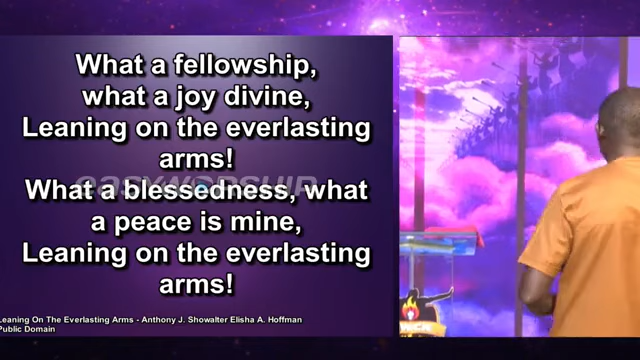 What a fellowship,
what a joy divine,
Leaning on the everlasting
arms!
easyworship
What a blessedness, what
a peace is mine,
Leaning on the everlasting
arms!
Leaning On The Everlasting Arms - Anthony J. Showalter Elisha A. Hoffman
Public Domain